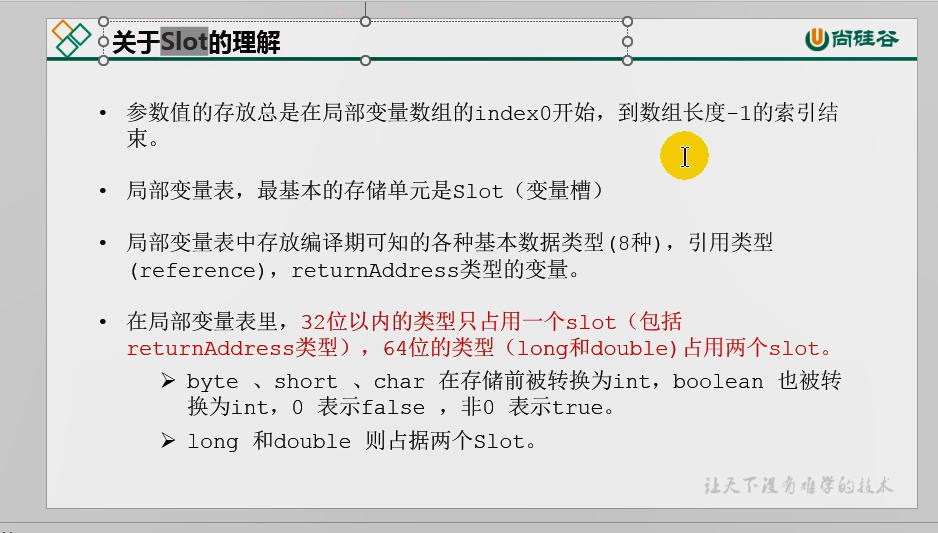 关于Slot的理解
尚硅谷
• 参数值的存放总是在局部变量数组的index0开始，到数组长度-1的索引结
束。
• 局部变量表，最基本的存储单元是Slot（变量槽）
• 局部变量表中存放编译期可知的各种基本数据类型(8种)，引用类型
(reference)，returnAddress类型的变量。
• 在局部变量表里，32位以内的类型只占用一个slot（包括
returnAddress类型），64位的类型（long和double)占用两个slot。
➢ byte 、short 、char 在存储前被转换为int，boolean 也被转
换为int，0 表示false ，非0 表示true。
➢ long 和double 则占据两个Slot。
让天下没有难学的技术